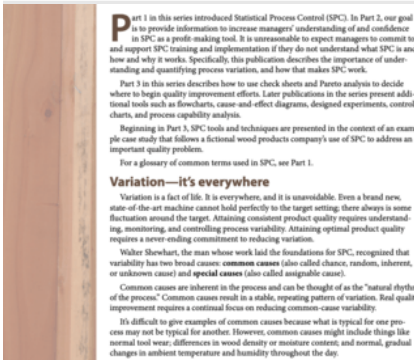 Part 1 in this series introduced Statistical Process Control (SPC). In Part 2, our goal
is to provide information to increase managers' understanding of and confidence
in SPC as a profit-making tool. It is unreasonable to expect managers to commit to
and support SPC training and implementation if they do not understand what SPC is and
how and why it works. Specifically, this publication describes the importance of under-
standing and quantifying process variation, and how that makes SPC work.
Part 3 in this series describes how to use check sheets and Pareto analysis to decide
where to begin quality improvement efforts. Later publications in the series present addi-
tional tools such as flowcharts, cause-and-effect diagrams, designed experiments, control
charts, and process capability analysis.
Beginning in Part 3, SPC tools and techniques are presented in the context of an exam
ple case study that follows a fictional wood products company's use of SPC to address an
important quality problem.
For a glossary of common terms used in SPC, see Part 1.
Variation—it's everywhere
Variation is a fact of life. It is everywhere, and it is unavoidable. Even a brand new,
state-of-the-art machine cannot hold perfectly to the target setting; there always is some
fluctuation around the target. Attaining consistent product quality requires understand-
ing, monitoring, and controlling process variability. Attaining optimal product quality
requires a never-ending commitment to reducing variation.
Walter Shewhart, the man whose work laid the foundations for SPC, recognized that
variability has two broad causes: common causes (also called chance, random, inherent,
or unknown cause) and special causes (also called assignable cause).
Common causes are inherent in the process and can be thought of as the "natural rhythm
of the process." Common causes result in a stable, repeating pattern of variation. Real quality
improvement requires a continual focus on reducing common-cause variability.
It's difficult to give examples of common causes because what is typical for one pro-
cess may not be typical for another. However, common causes might include things like
normal tool wear; differences in wood density or moisture content; and normal, gradual
changes in ambient temperature and humidity throughout the day.